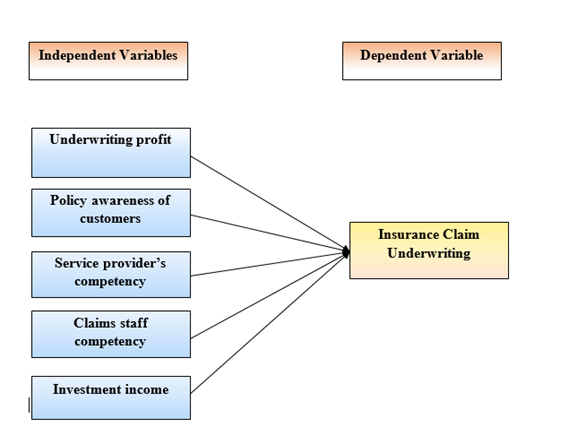 Independent Variables
Dependent Variable
Underwriting profit
Policy awareness of
customers
Insurance Claim
Underwriting
Service provider's
competency
Claims staff
competency
Investment income